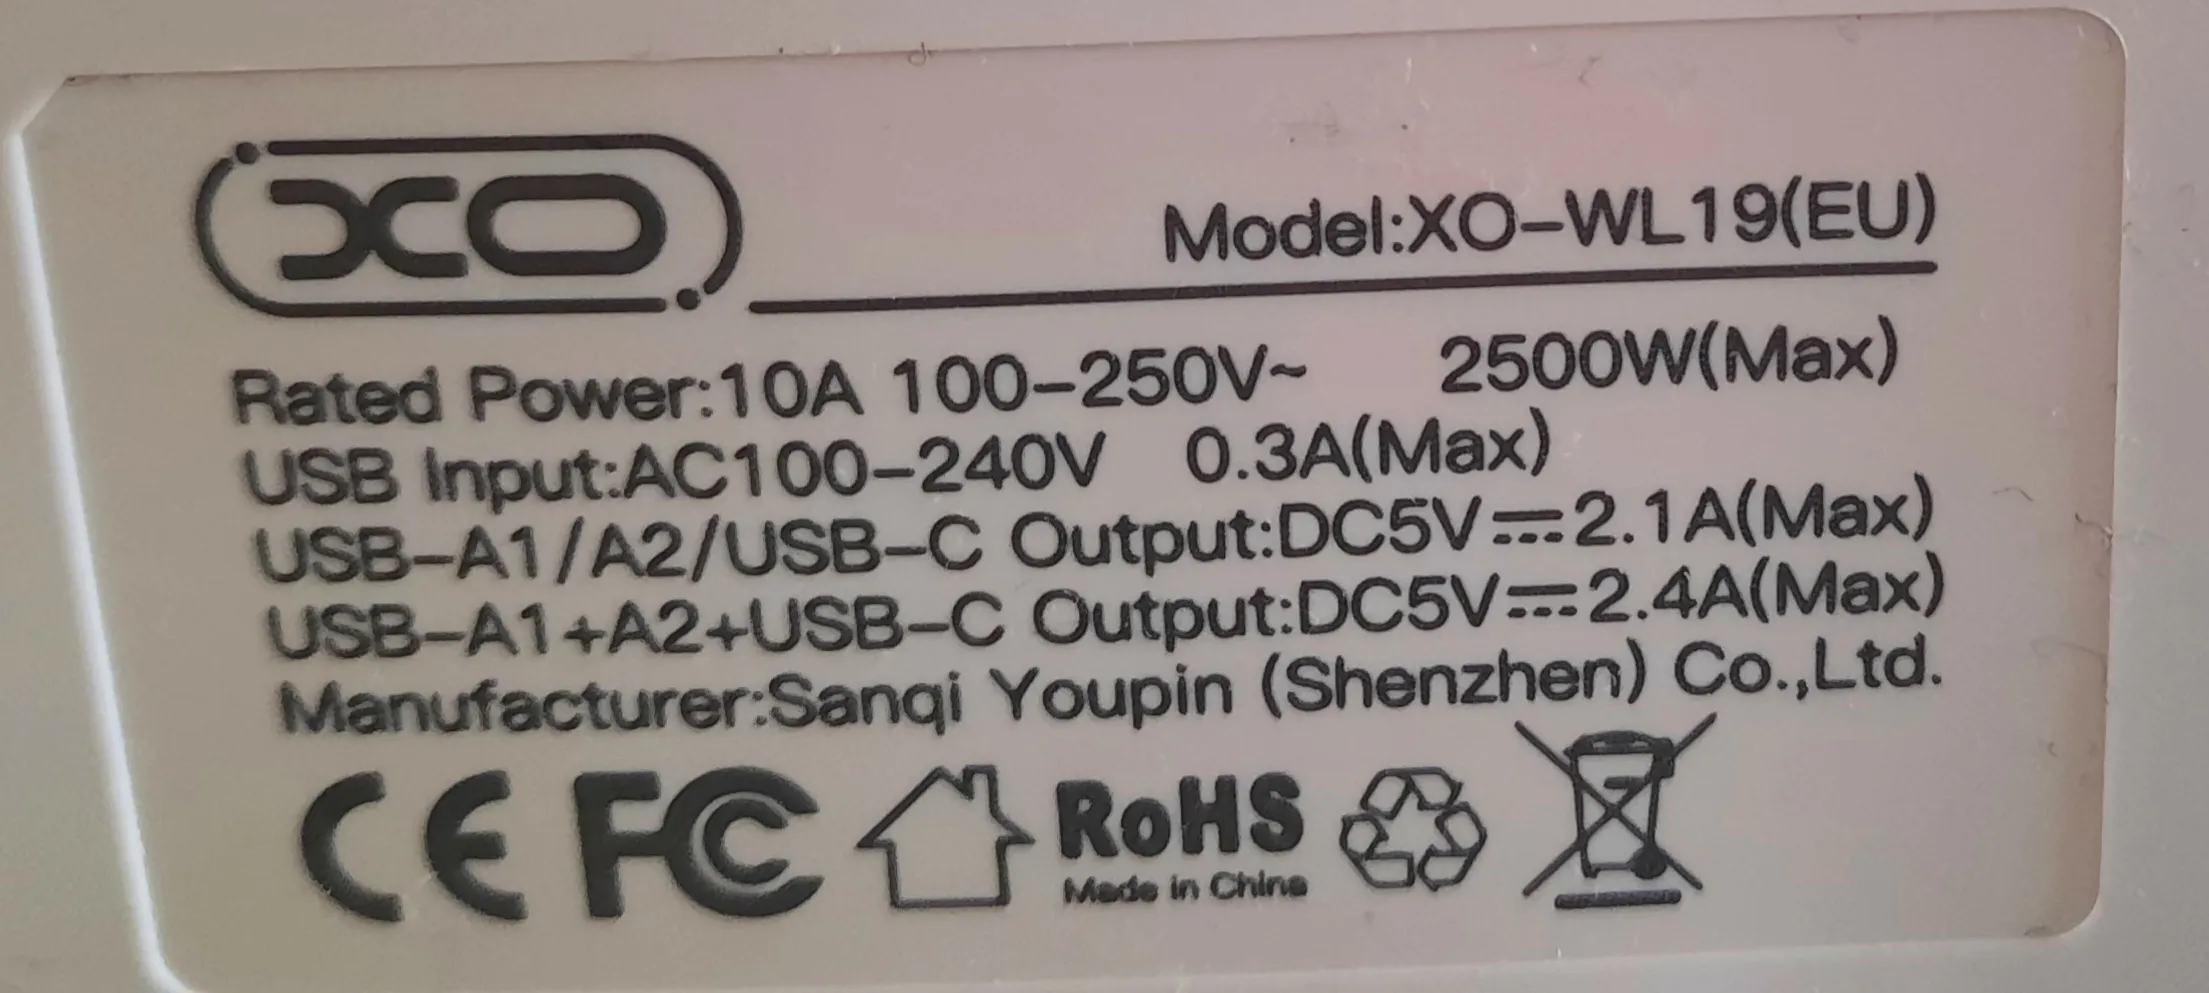 XO
Model:XO-WL19(EU)
Rated Power:10A 100-250V~ 2500W(Max)
USB Input:AC100-240V 0.3A(Max)
USB-A1/A2/USB-C Output:DC5V⎓2.1A(Max)
USB-A1+A2+USB-C Output:DC5V⎓2.4A(Max)
Manufacturer:Sanqi Youpin (Shenzhen) Co.,Ltd.
CE FC RoHS
Made in China